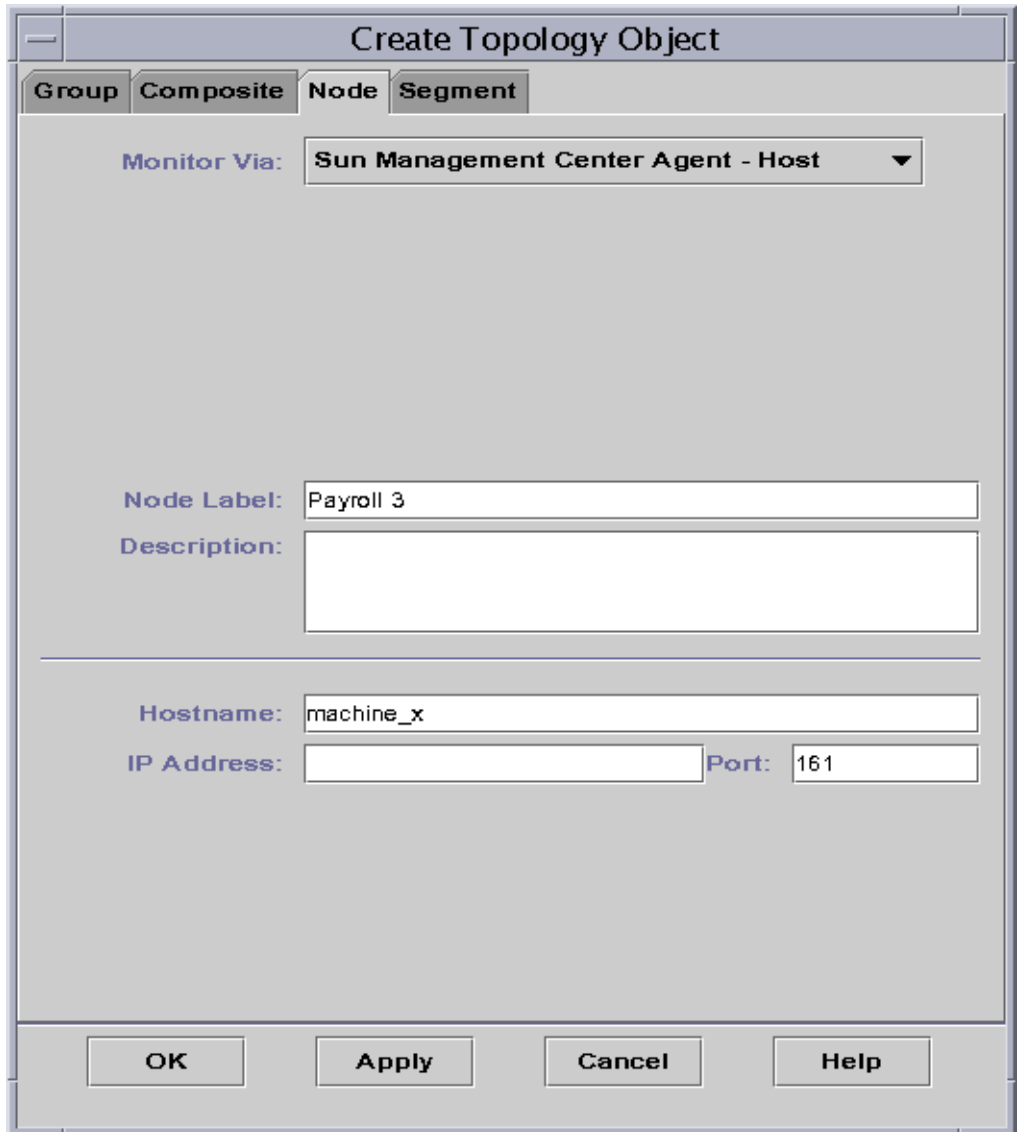 Create Topology Object
Group Composite Node Segment
Monitor Via: Sun Management Center Agent - Host
Node Label: Payroll 3
Description:
Hostname: machine_x
IP Address: Port: 161
OK Apply Cancel Help